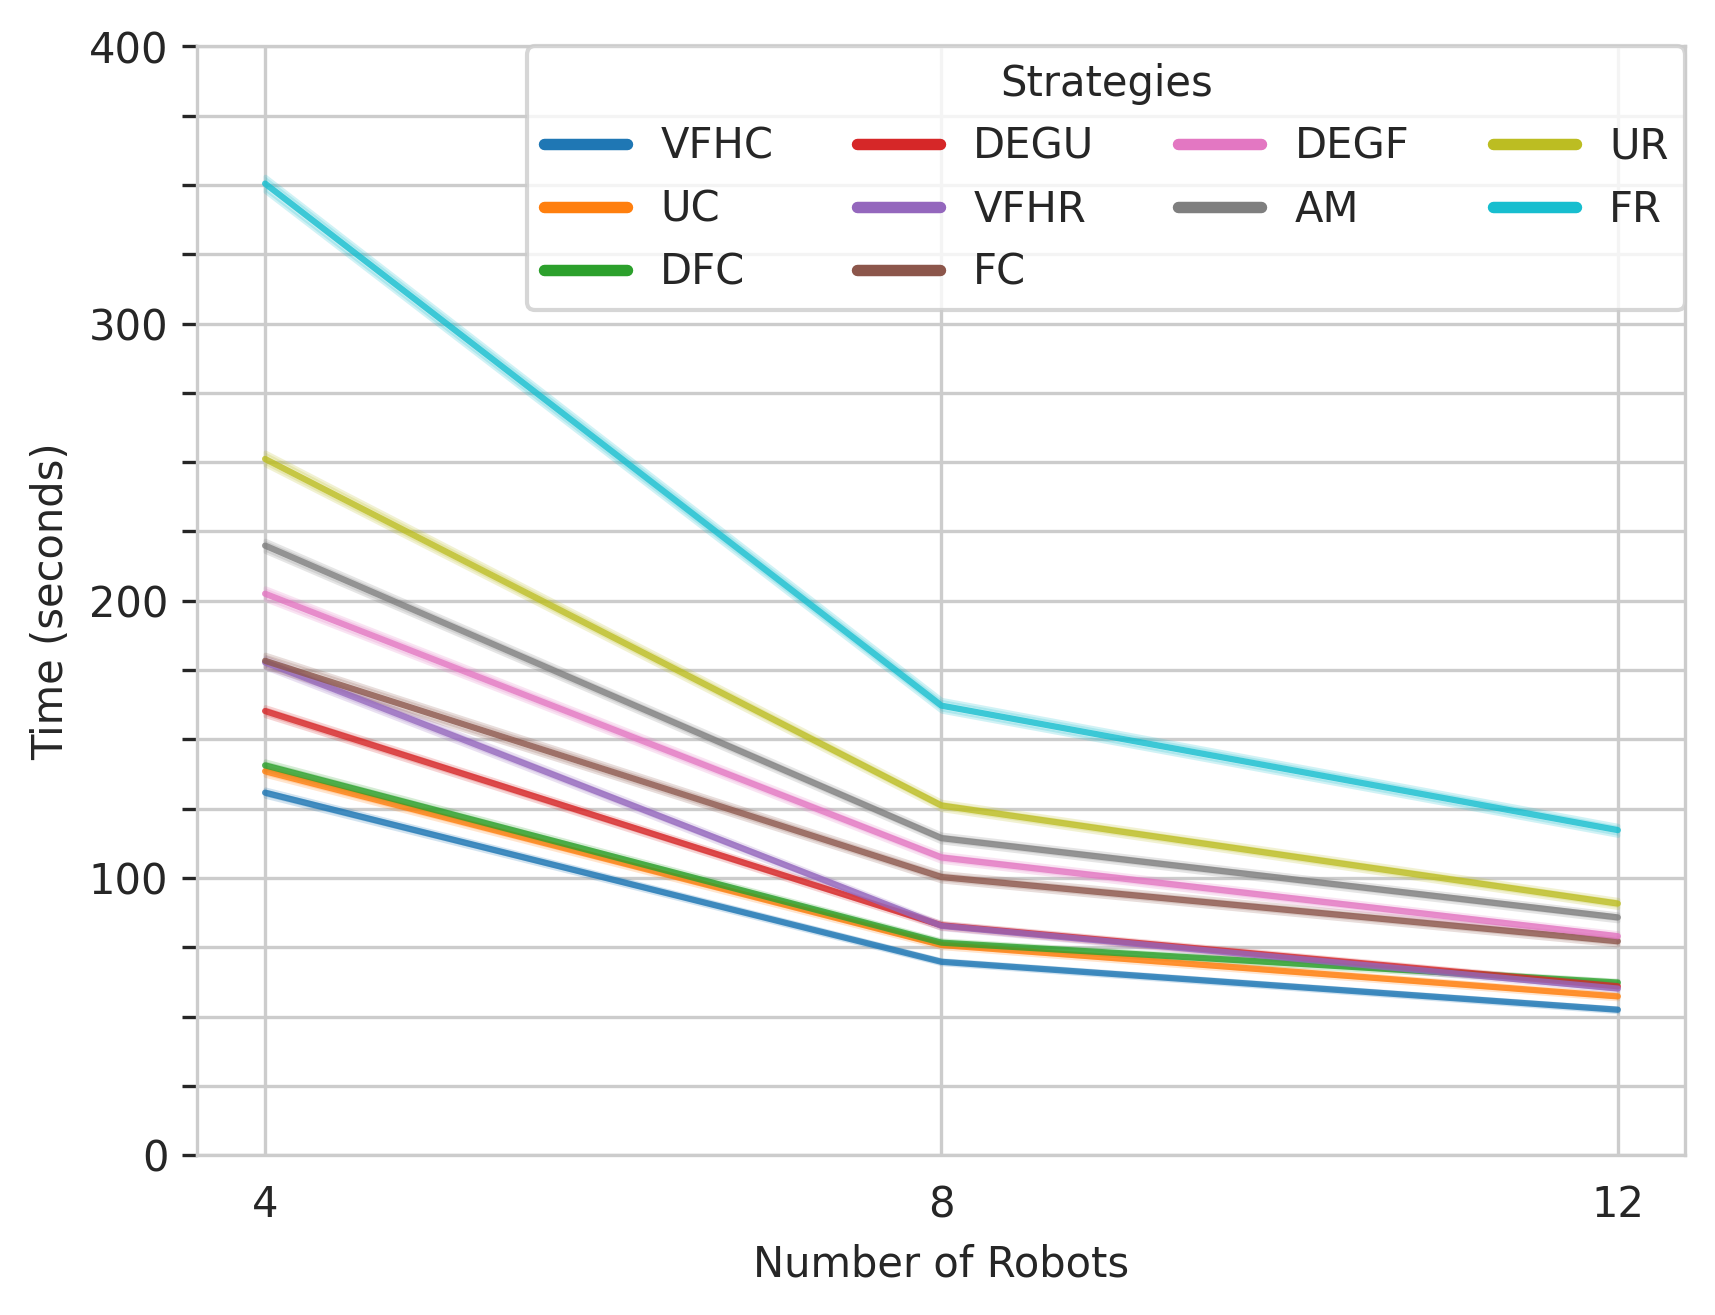 400
300
200
100
0
Time (seconds)
Strategies
VFHC DEGU DEGF UR
UC VFHR AM FR
DFC FC
4 8 12
Number of Robots